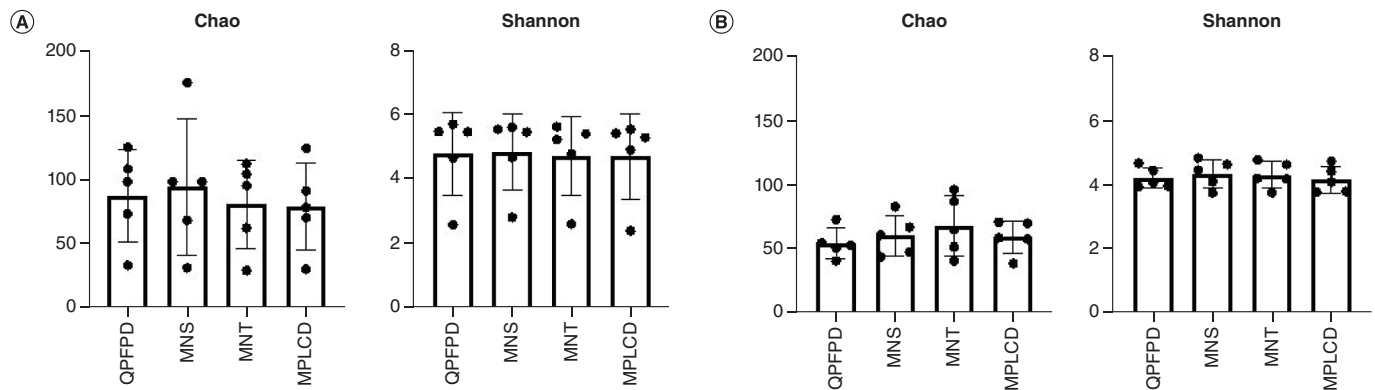 A
Chao
200
150
100
50
0
QPFPD
MNS
MNT
MPLCD
Shannon
8
6
4
2
0
QPFPD
MNS
MNT
MPLCD
B
Chao
200
150
100
50
0
QPFPD
MNS
MNT
MPLCD
Shannon
8
6
4
2
0
QPFPD
MNS
MNT
MPLCD